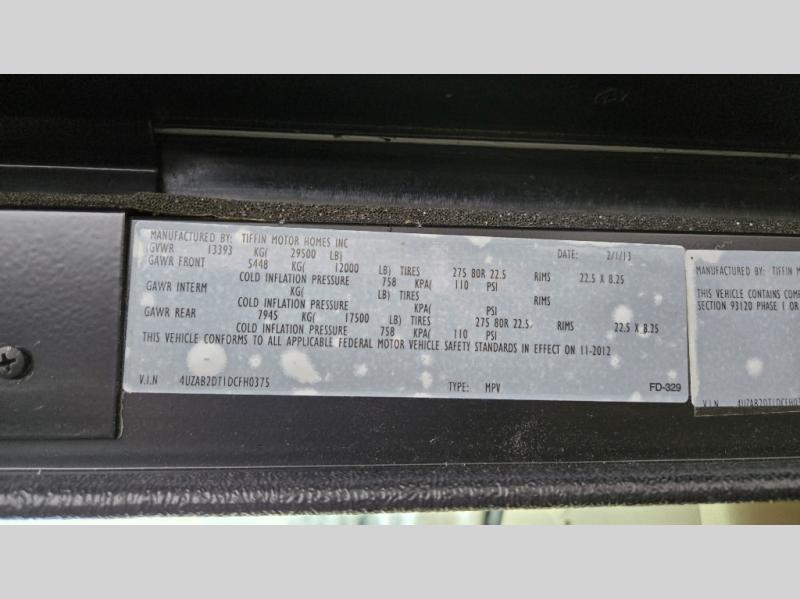 MANUFACTURED BY: TIFFIN MOTOR HOMES INC DATE: 2/1/13
GVWR 13393 KG( 29500 LB)
GAWR FRONT 5448 KG( 12000 LB) TIRES 275 80R 22.5 RIMS 22.5 X 8.25
COLD INFLATION PRESSURE 758 KPA( 110 PSI
GAWR INTERM KG( LB) TIRES RIMS
COLD INFLATION PRESSURE KPA( PSI
GAWR REAR 7945 KG( 17500 LB) TIRES 275 80R 22.5 RIMS 22.5 X 8.25
COLD INFLATION PRESSURE 758 KPA( 110 PSI
THIS VEHICLE CONFORMS TO ALL APPLICABLE FEDERAL MOTOR VEHICLE SAFETY STANDARDS IN EFFECT ON 11-2012
V.I.N 4UZAB2DT1DCFH0375 TYPE: MPV FD-329
MANUFACTURED BY: TIFFIN M
THIS VEHICLE CONTAINS COMP
SECTION 93120 PHASE 1 OR
V.I.N 4UZAB2DT1DCFH03